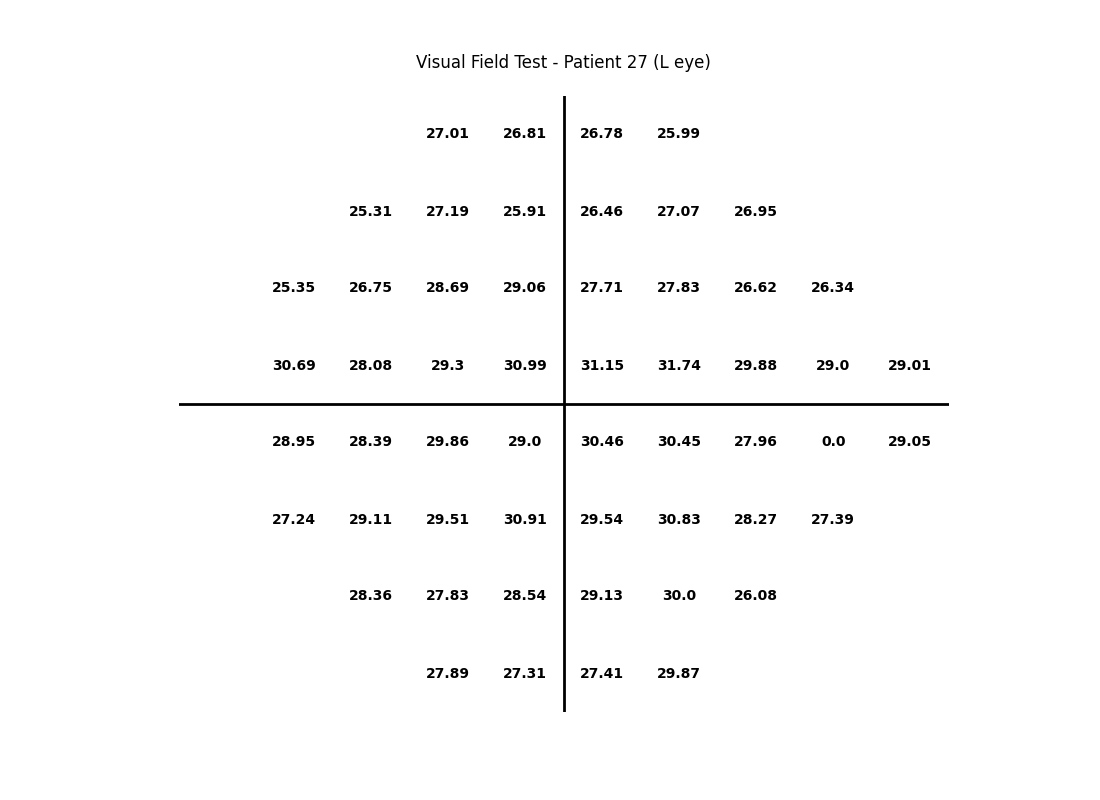 Visual Field Test - Patient 27 (L eye)
27.01 26.81 26.78 25.99
25.31 27.19 25.91 26.46 27.07 26.95
25.35 26.75 28.69 29.06 27.71 27.83 26.62 26.34
30.69 28.08 29.3 30.99 31.15 31.74 29.88 29.0 29.01
28.95 28.39 29.86 29.0 30.46 30.45 27.96 0.0 29.05
27.24 29.11 29.51 30.91 29.54 30.83 28.27 27.39
28.36 27.83 28.54 29.13 30.0 26.08
27.89 27.31 27.41 29.87